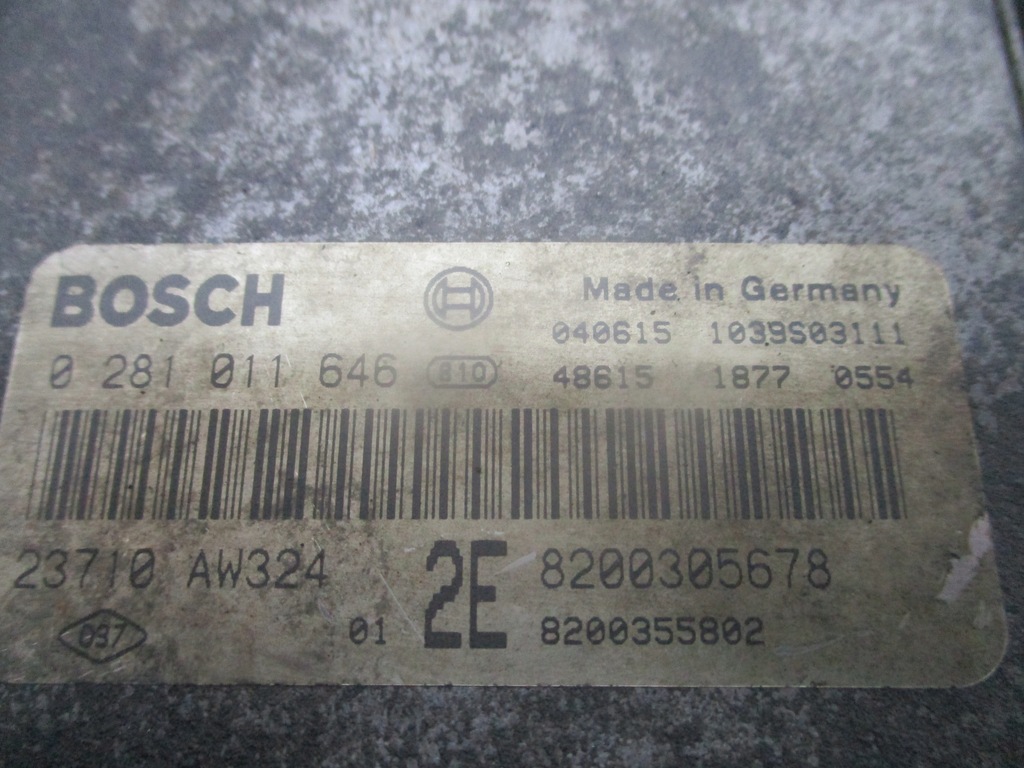 BOSCH
Made in Germany
040615 1039S03111
0 281 011 646 810 48615 1877 0554
23710 AW324 2E 8200305678
037 01 8200355802